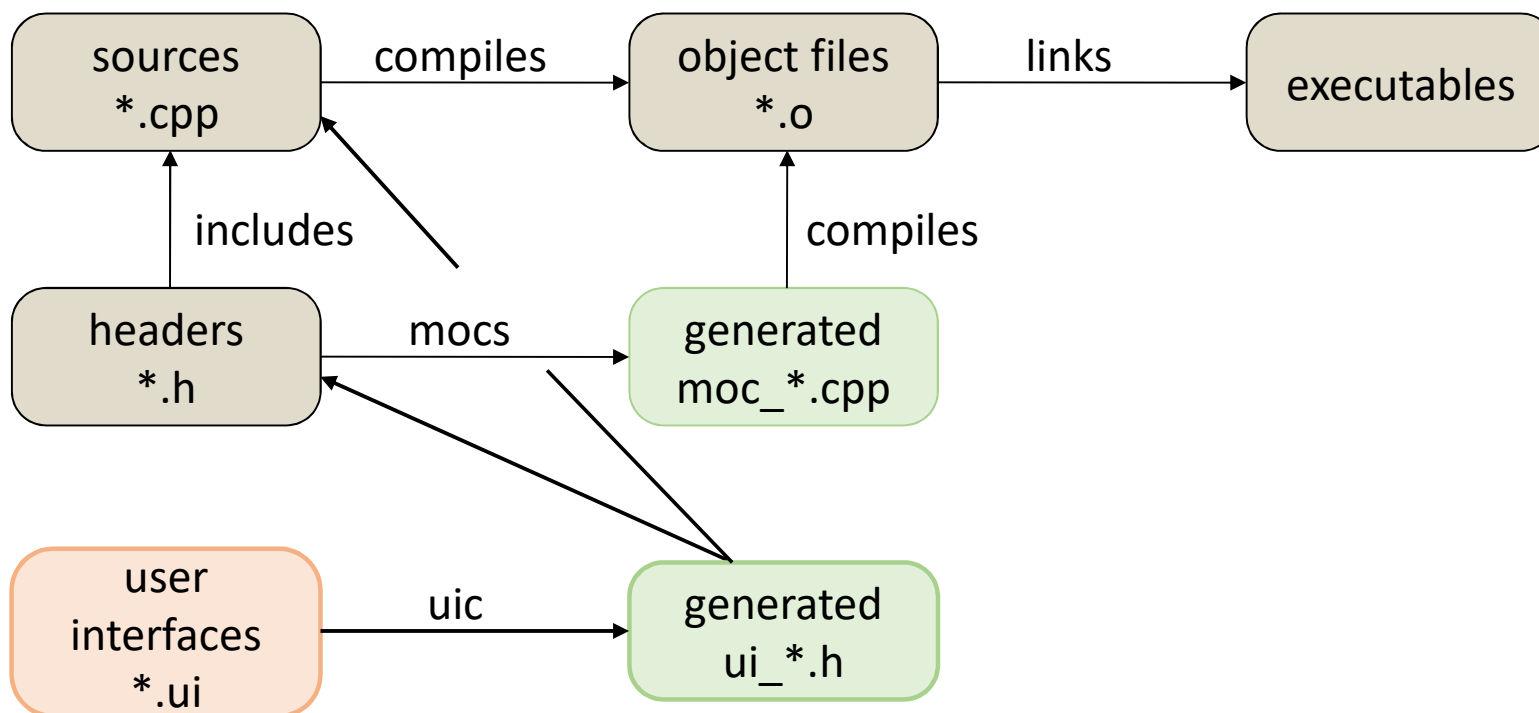 sources
*.cpp
compiles
object files
*.o
links
executables
includes
compiles
headers
*.h
mocs
generated
moc_*.cpp
user
interfaces
*.ui
uic
generated
ui_*.h